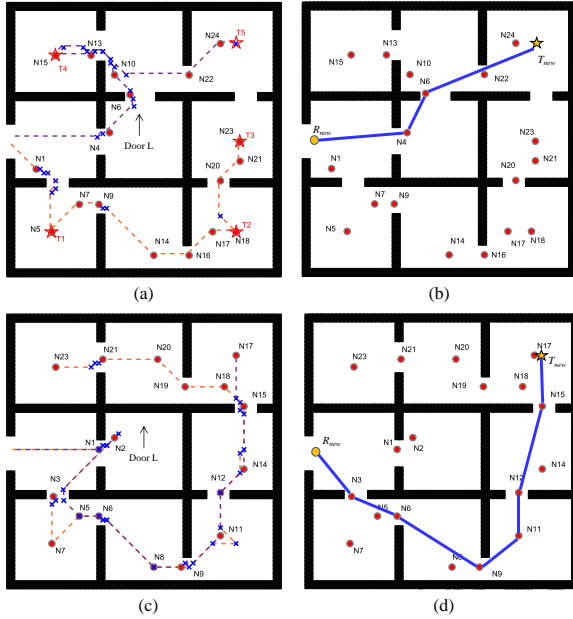 N24
T5
N13
N15
T4
N10
N22
N6
N4
Door L
N23
T3
N1
N21
N20
N7
N9
N5
T1
N14
N16
N17
T2
N18
(a)
N24
N13
N15
N10
T_new
N22
N6
R_new
N4
N23
N1
N21
N20
N7
N9
N5
N14
N16
N17
N18
(b)
N21
N20
N17
N23
N19
N18
N15
N1
N2
Door L
N14
N3
N12
N5
N6
N7
N11
N8
N9
(c)
N21
N20
N17
N23
T_new
N19
N18
N15
R_new
N1
N2
N14
N3
N12
N5
N6
N7
N11
N8
N9
(d)